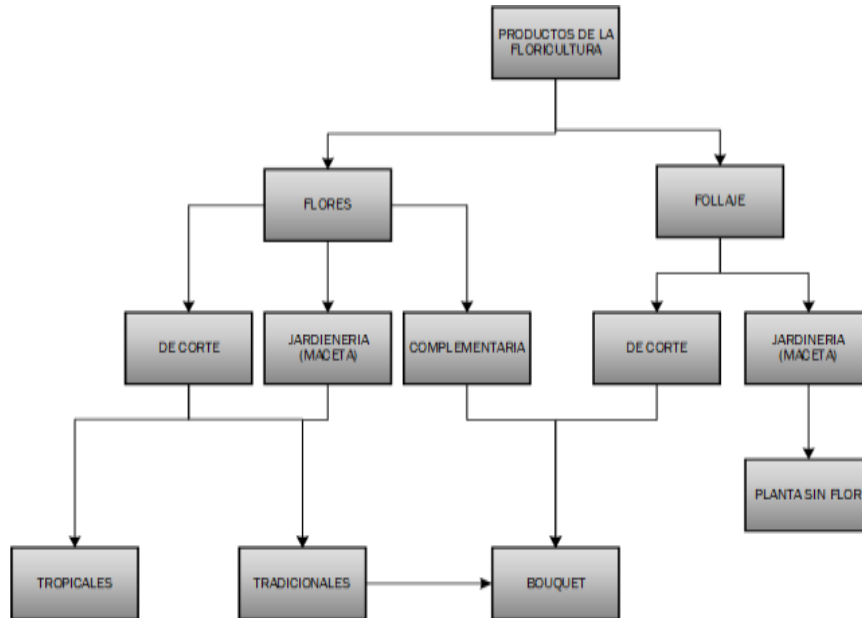 PRODUCTOS DE LA
FLORICULTURA
FLORES
FOLLAJE
DE CORTE
JARDIENERIA
(MACETA)
COMPLEMENTARIA
DE CORTE
JARDINERIA
(MACETA)
PLANTA SIN FLOR
TROPICALES
TRADICIONALES
BOUQUET